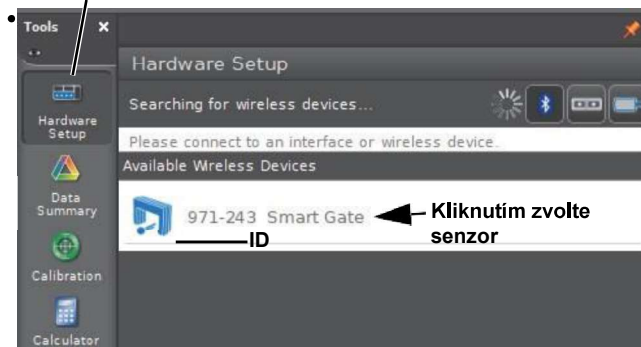 Tools x
Hardware Setup
Searching for wireless devices...
Hardware
Setup
Please connect to an interface or wireless device.
Available Wireless Devices
Data
Summary
971-243 Smart Gate
Kliknutím zvolte
senzor
ID
Calibration
Calculator